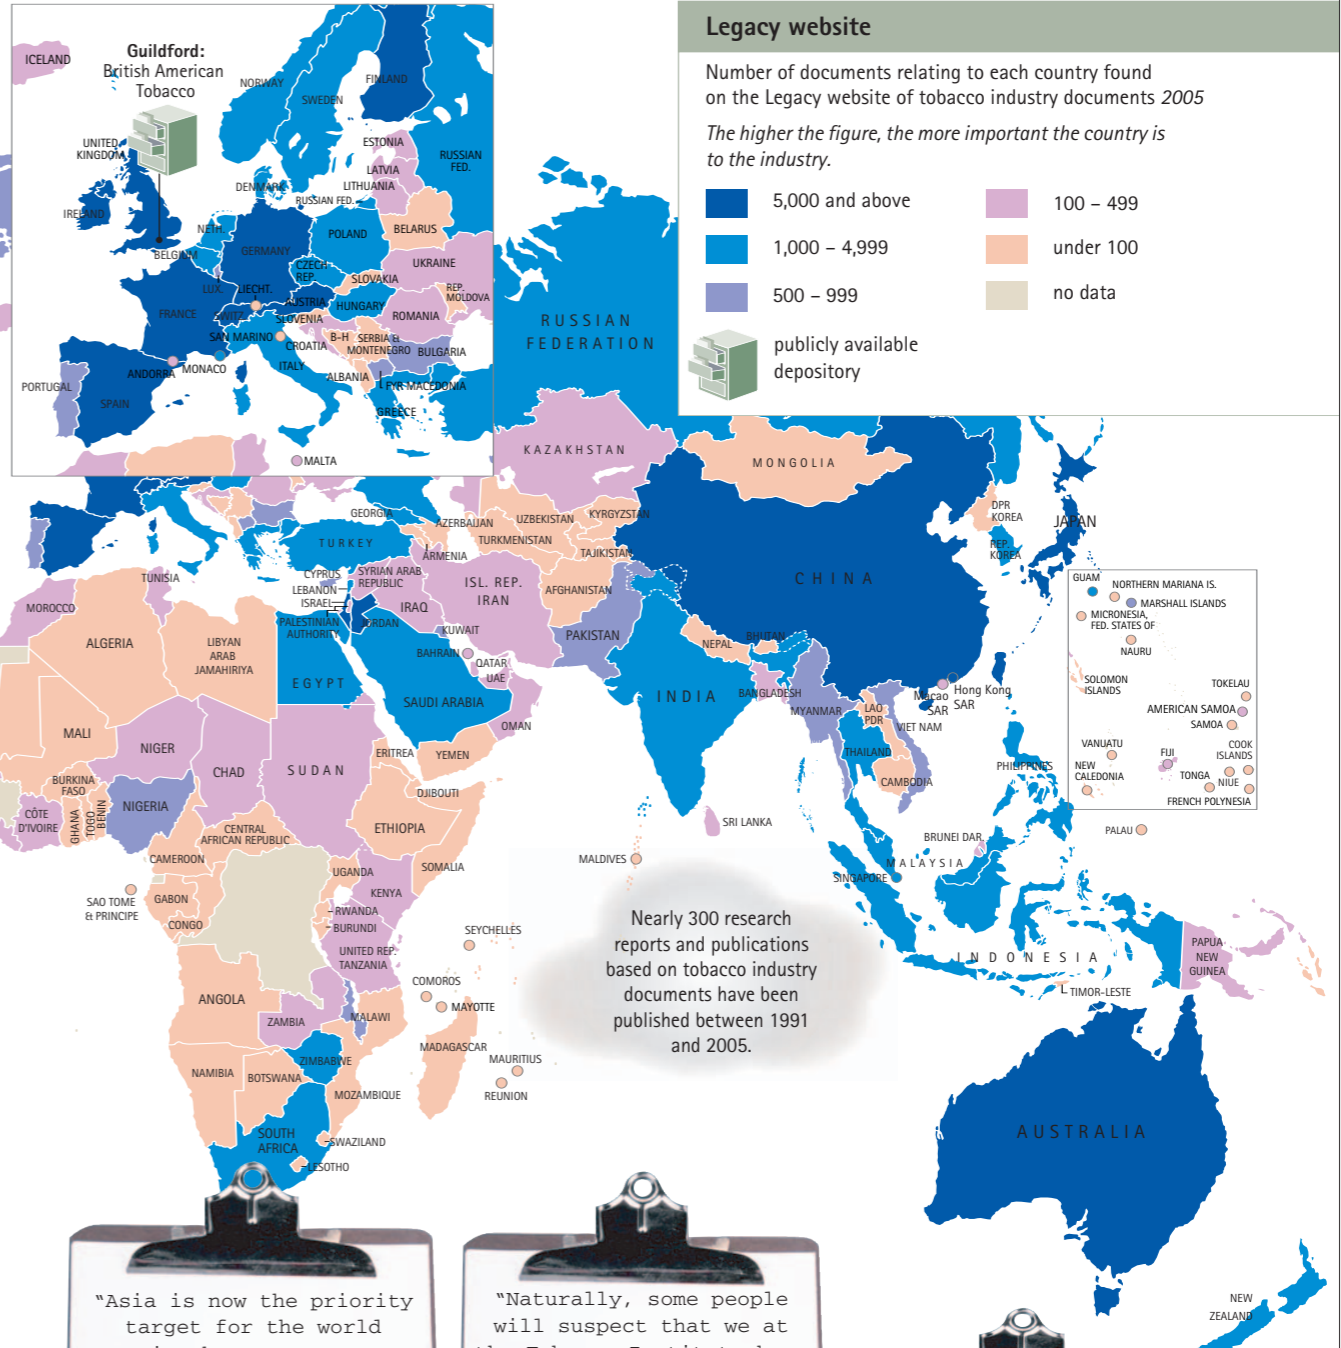 Legacy website
Number of documents relating to each country found
on the Legacy website of tobacco industry documents 2005
The higher the figure, the more important the country is
to the industry.
5,000 and above
1,000 – 4,999
500 – 999
100 – 499
under 100
no data
publicly available
depository
ICELAND
Guildford:
British American
Tobacco
NORWAY
SWEDEN
FINLAND
UNITED
KINGDOM
ESTONIA
LATVIA
LITHUANIA
RUSSIAN
FED.
DENMARK
RUSSIAN FED.
IRELAND
NETH.
POLAND
BELARUS
BELGIUM
GERMANY
CZECH
REP.
UKRAINE
LUX.
LIECHT.
SLOVAKIA
REP.
MOLDOVA
FRANCE
SWITZ.
AUSTRIA
HUNGARY
ROMANIA
SLOVENIA
SAN MARINO
CROATIA
B-H
SERBIA &
MONTENEGRO
BULGARIA
ANDORRA
MONACO
ITALY
ALBANIA
FYR MACEDONIA
PORTUGAL
SPAIN
GREECE
MALTA
RUSSIAN
FEDERATION
KAZAKHSTAN
MONGOLIA
GEORGIA
AZERBAIJAN
UZBEKISTAN
KYRGYZSTAN
DPR
KOREA
JAPAN
TURKEY
ARMENIA
TURKMENISTAN
TAJIKISTAN
REP.
KOREA
TUNISIA
CYPRUS
SYRIAN ARAB
REPUBLIC
ISL. REP.
IRAN
AFGHANISTAN
CHINA
LEBANON
ISRAEL
MOROCCO
IRAQ
PALESTINIAN
AUTHORITY
JORDAN
KUWAIT
PAKISTAN
NEPAL
BHUTAN
ALGERIA
LIBYAN
ARAB
JAMAHIRIYA
BAHRAIN
QATAR
UAE
EGYPT
SAUDI ARABIA
INDIA
BANGLADESH
MYANMAR
Macao
SAR
Hong Kong
SAR
OMAN
LAO
PDR
VIET NAM
MALI
NIGER
CHAD
SUDAN
ERITREA
YEMEN
THAILAND
PHILIPPINES
BURKINA
FASO
NIGERIA
DJIBOUTI
CAMBODIA
CÔTE
D'IVOIRE
GHANA
TOGO
BENIN
CENTRAL
AFRICAN REPUBLIC
ETHIOPIA
SRI LANKA
CAMEROON
BRUNEI DAR.
PALAU
MALDIVES
MALAYSIA
UGANDA
SOMALIA
SINGAPORE
SAO TOME
& PRINCIPE
GABON
KENYA
CONGO
RWANDA
BURUNDI
SEYCHELLES
UNITED REP.
TANZANIA
INDONESIA
PAPUA
NEW
GUINEA
COMOROS
MAYOTTE
TIMOR-LESTE
ANGOLA
ZAMBIA
MALAWI
MADAGASCAR
MAURITIUS
ZIMBABWE
NAMIBIA
BOTSWANA
MOZAMBIQUE
REUNION
SOUTH
AFRICA
SWAZILAND
LESOTHO
AUSTRALIA
NEW
ZEALAND
GUAM
NORTHERN MARIANA IS.
MARSHALL ISLANDS
MICRONESIA,
FED. STATES OF
NAURU
SOLOMON
ISLANDS
TOKELAU
AMERICAN SAMOA
SAMOA
VANUATU
FIJI
COOK
ISLANDS
NEW
CALEDONIA
TONGA
NIUE
FRENCH POLYNESIA
Nearly 300 research
reports and publications
based on tobacco industry
documents have been
published between 1991
and 2005.
"Asia is now the priority
target for the world
"Naturally, some people
will suspect that we at